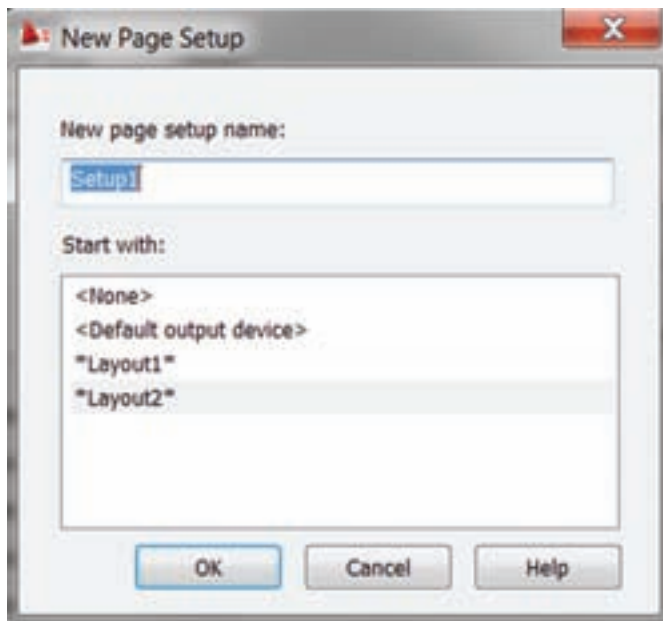 New Page Setup
New page setup name:
Setup1
Start with:
<None>
<Default output device>
*Layout1*
*Layout2*
OK
Cancel
Help